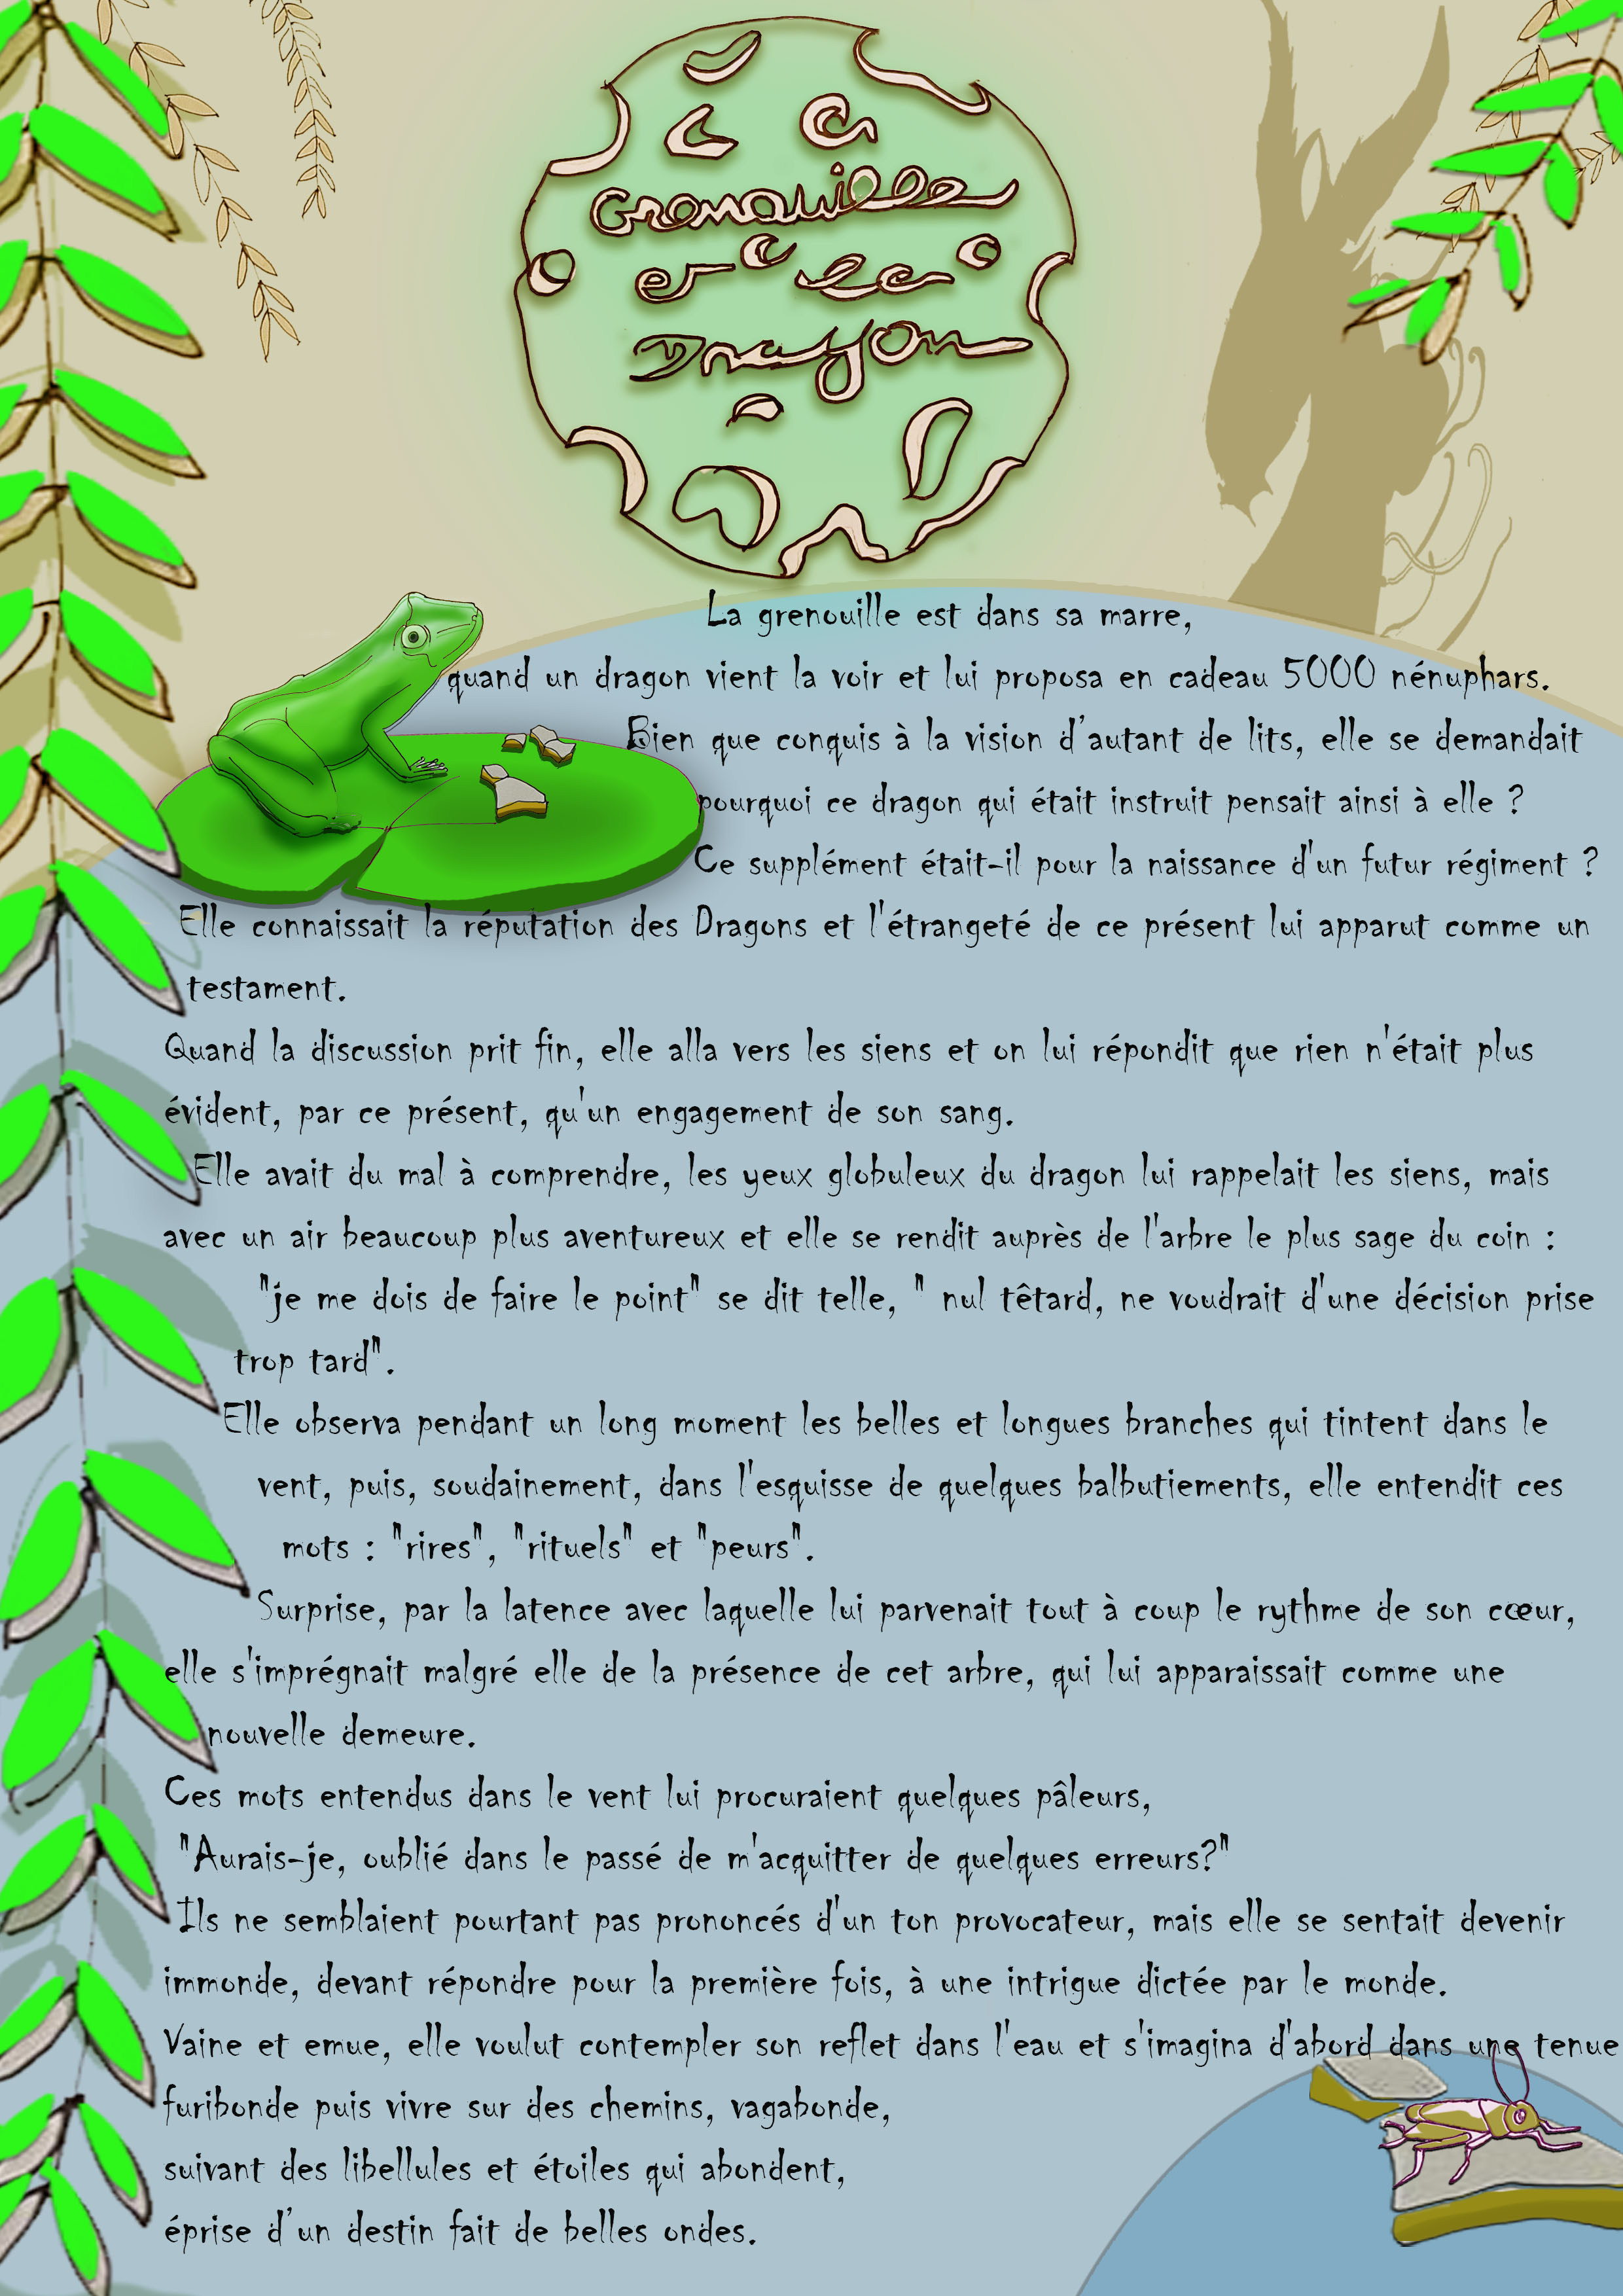 La
Grenouille
et le
Dragon
La grenouille est dans sa marre,
quand un dragon vient la voir et lui proposa en cadeau 5000 nénuphars.
Bien que conquis à la vision d'autant de lits, elle se demandait
pourquoi ce dragon qui était instruit pensait ainsi à elle ?
Ce supplément était-il pour la naissance d'un futur régiment ?
Elle connaissait la réputation des Dragons et l'étrangeté de ce présent lui apparut comme un
testament.
Quand la discussion prit fin, elle alla vers les siens et on lui répondit que rien n'était plus
évident, par ce présent, qu'un engagement de son sang.
Elle avait du mal à comprendre, les yeux globuleux du dragon lui rappelait les siens, mais
avec un air beaucoup plus aventureux et elle se rendit auprès de l'arbre le plus sage du coin :
"je me dois de faire le point" se dit telle, " nul têtard, ne voudrait d'une décision prise
trop tard".
Elle observa pendant un long moment les belles et longues branches qui tintent dans le
vent, puis, soudainement, dans l'esquisse de quelques balbutiements, elle entendit ces
mots : "rires", "rituels" et "peurs".
Surprise, par la latence avec laquelle lui parvenait tout à coup le rythme de son cœur,
elle s'imprégnait malgré elle de la présence de cet arbre, qui lui apparaissait comme une
nouvelle demeure.
Ces mots entendus dans le vent lui procuraient quelques pâleurs,
"Aurais-je, oublié dans le passé de m'acquitter de quelques erreurs?"
Ils ne semblaient pourtant pas prononcés d'un ton provocateur, mais elle se sentait devenir
immonde, devant répondre pour la première fois, à une intrigue dictée par le monde.
Vaine et emue, elle voulut contempler son reflet dans l'eau et s'imagina d'abord dans une tenue
furibonde puis vivre sur des chemins, vagabonde,
suivant des libellules et étoiles qui abondent,
éprise d'un destin fait de belles ondes.